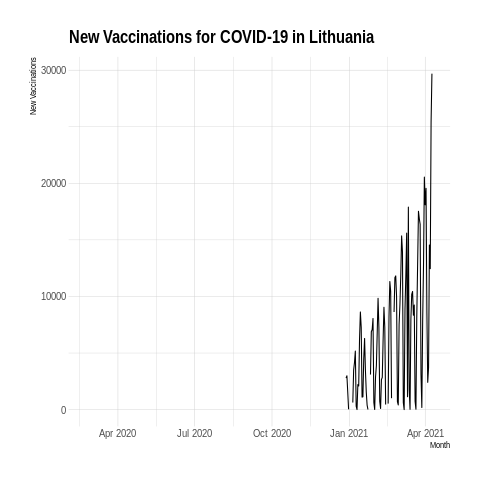 New Vaccinations for COVID-19 in Lithuania
New Vaccinations
30000
20000
10000
0
Apr 2020 Jul 2020 Oct 2020 Jan 2021 Apr 2021
Month